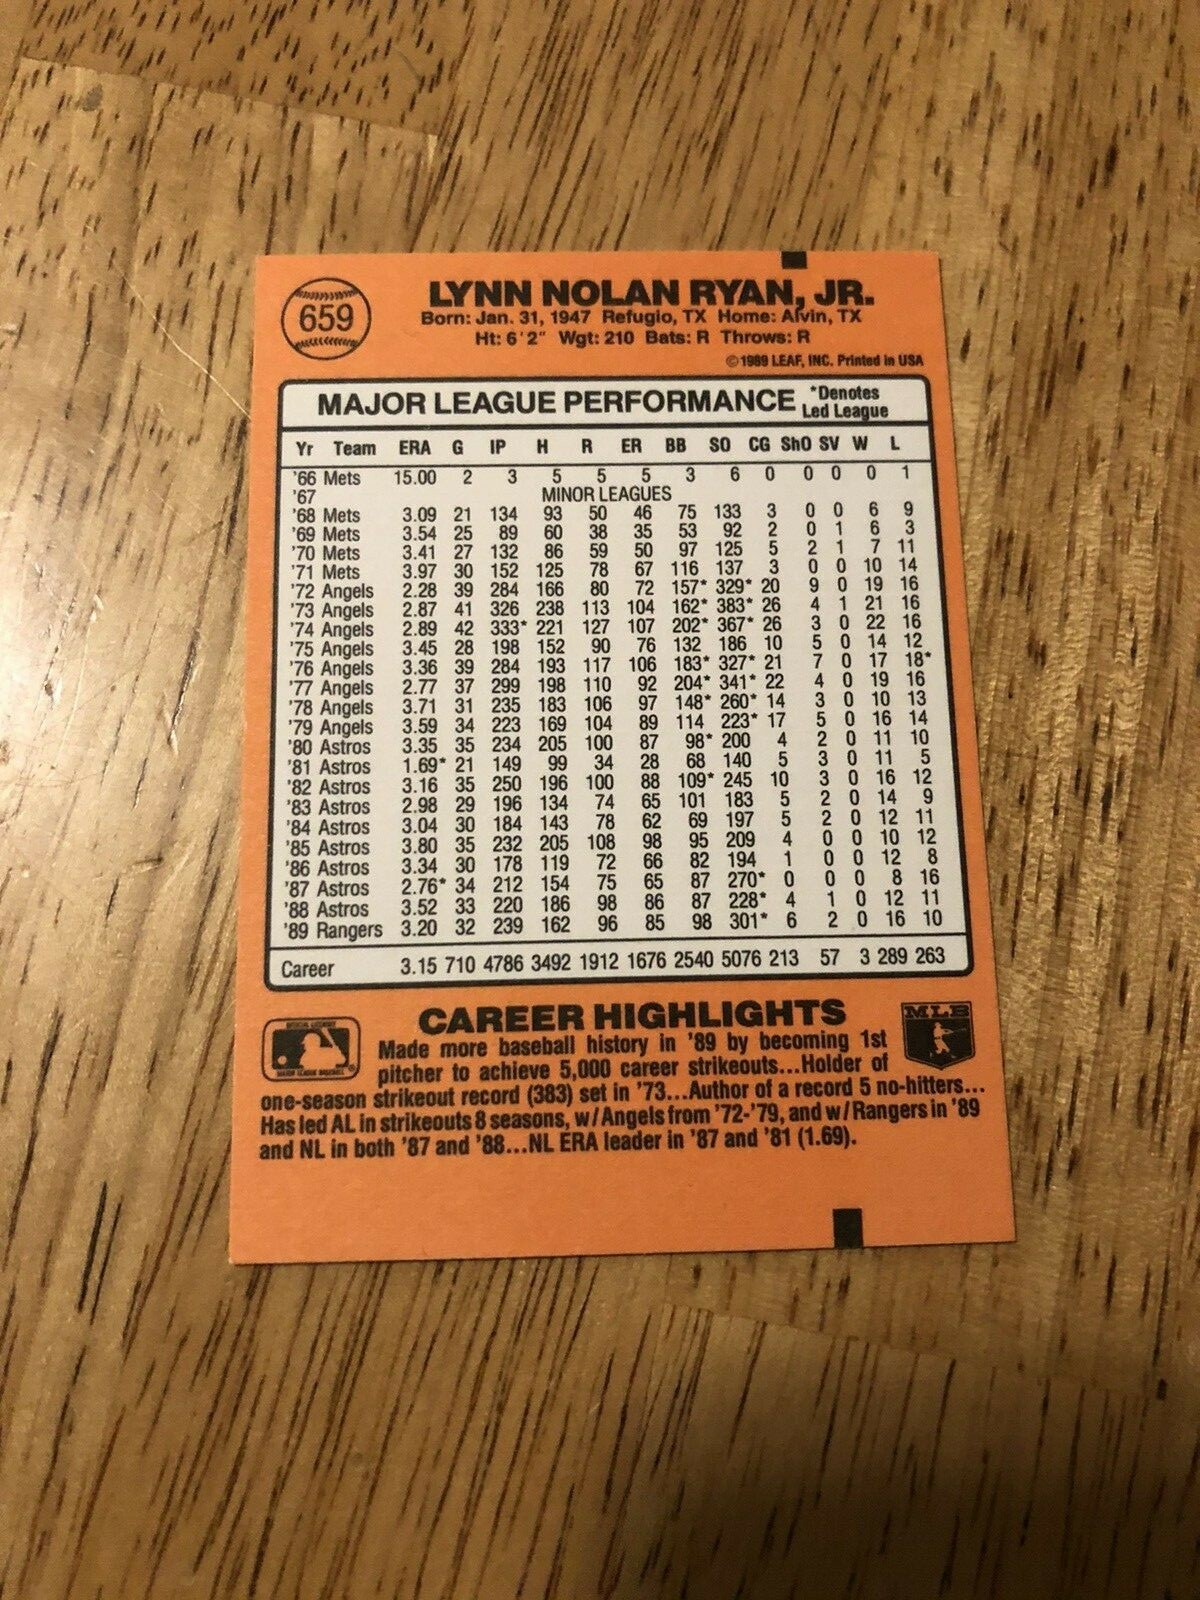 659
LYNN NOLAN RYAN, JR.
Born: Jan. 31, 1947 Refugio, TX Home: Alvin, TX
Ht: 6'2" Wgt: 210 Bats: R Throws: R
©1989 LEAF, INC. Printed in USA
MAJOR LEAGUE PERFORMANCE *Denotes Led League
Yr Team ERA G IP H R ER BB SO CG ShO SV W L
'66 Mets 15.00 2 3 5 5 5 3 6 0 0 0 0 1
'67 MINOR LEAGUES
'68 Mets 3.09 21 134 93 50 46 75 133 3 0 0 6 9
'69 Mets 3.54 25 89 60 38 35 53 92 2 0 1 6 3
'70 Mets 3.41 27 132 86 59 50 97 125 5 2 1 7 11
'71 Mets 3.97 30 152 125 78 67 116 137 3 0 0 10 14
'72 Angels 2.28 39 284 166 80 72 157* 329* 20 9 0 19 16
'73 Angels 2.87 41 326 238 113 104 162* 383* 26 4 1 21 16
'74 Angels 2.89 42 333* 221 127 107 202* 367* 26 3 0 22 16
'75 Angels 3.45 28 198 152 90 76 132 186 10 5 0 14 12
'76 Angels 3.36 39 284 193 117 106 183* 327* 21 7 0 17 18*
'77 Angels 2.77 37 299 198 110 92 204* 341* 22 4 0 19 16
'78 Angels 3.71 31 235 183 106 97 148* 260* 14 3 0 10 13
'79 Angels 3.59 34 223 169 104 89 114 223* 17 5 0 16 14
'80 Astros 3.35 35 234 205 100 87 98* 200 4 2 0 11 10
'81 Astros 1.69* 21 149 99 34 28 68 140 5 3 0 11 5
'82 Astros 3.16 35 250 196 100 88 109* 245 10 3 0 16 12
'83 Astros 2.98 29 196 134 74 65 101 183 5 2 0 14 9
'84 Astros 3.04 30 184 143 78 62 69 197 5 2 0 12 11
'85 Astros 3.80 35 232 205 108 98 95 209 4 0 0 10 12
'86 Astros 3.34 30 178 119 72 66 82 194 1 0 0 12 8
'87 Astros 2.76* 34 212 154 75 65 87 270* 0 0 0 8 16
'88 Astros 3.52 33 220 186 98 86 87 228* 4 1 0 12 11
'89 Rangers 3.20 32 239 162 96 85 98 301* 6 2 0 16 10
Career 3.15 710 4786 3492 1912 1676 2540 5076 213 57 3 289 263
CAREER HIGHLIGHTS
MLB
Made more baseball history in '89 by becoming 1st
pitcher to achieve 5,000 career strikeouts...Holder of
one-season strikeout record (383) set in '73...Author of a record 5 no-hitters...
Has led AL in strikeouts 8 seasons, w/Angels from '72-'79, and w/Rangers in '89
and NL in both '87 and '88...NL ERA leader in '87 and '81 (1.69).